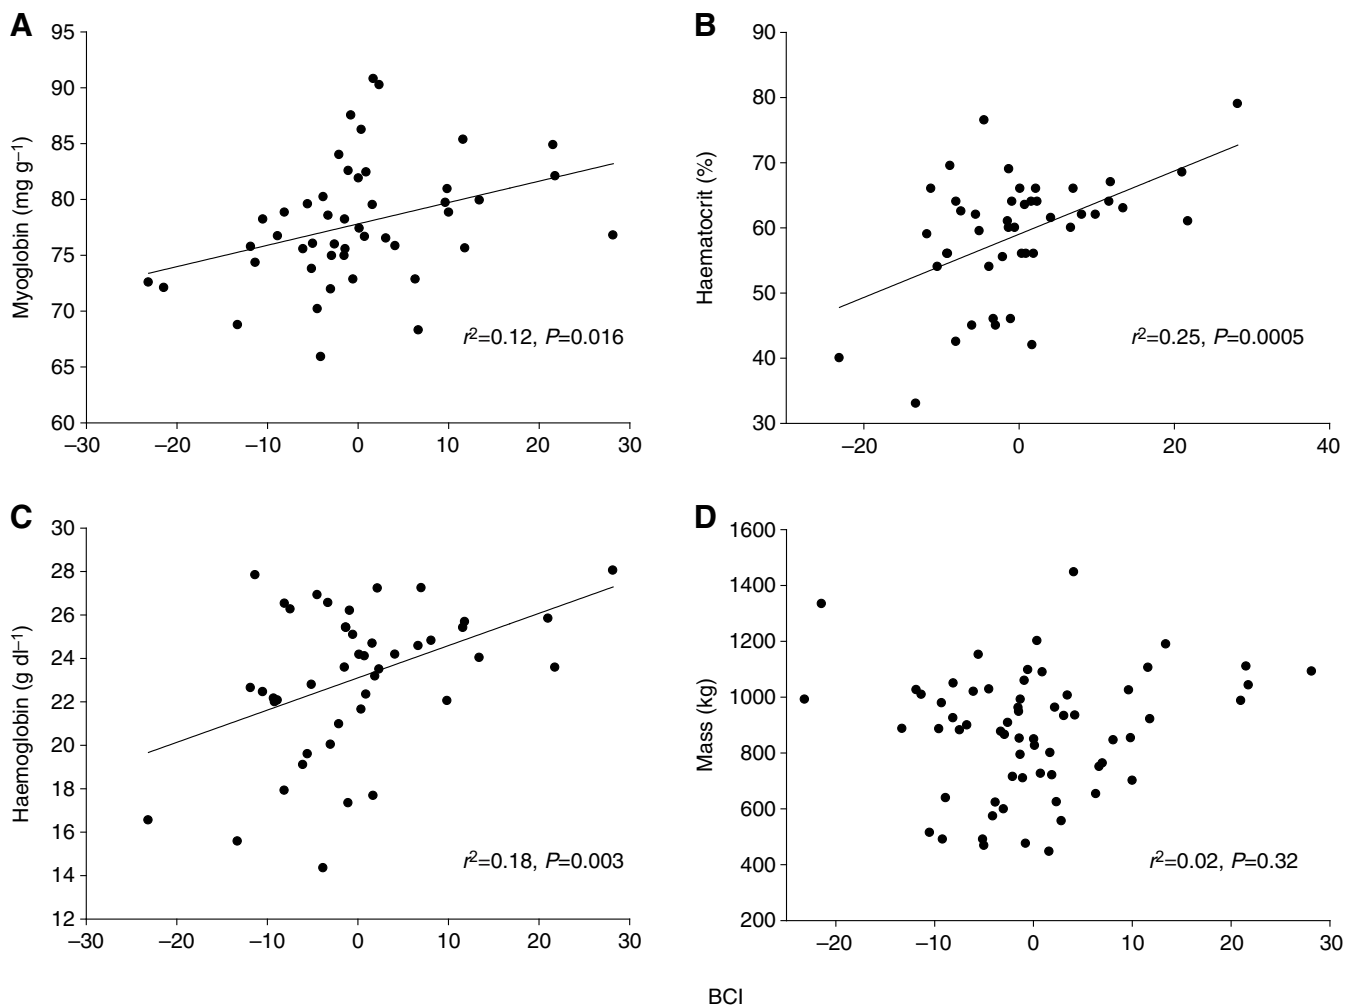 A
95
90
85
80
75
70
65
60
Myoglobin (mg g–1)
r2=0.12, P=0.016
–30 –20 –10 0 10 20 30
B
90
80
70
60
50
40
30
Haematocrit (%)
r2=0.25, P=0.0005
–20 0 20 40
C
30
28
26
24
22
20
18
16
14
12
Haemoglobin (g dl–1)
r2=0.18, P=0.003
–30 –20 –10 0 10 20 30
D
1600
1400
1200
1000
800
600
400
200
Mass (kg)
r2=0.02, P=0.32
–20 –10 0 10 20 30
BCI